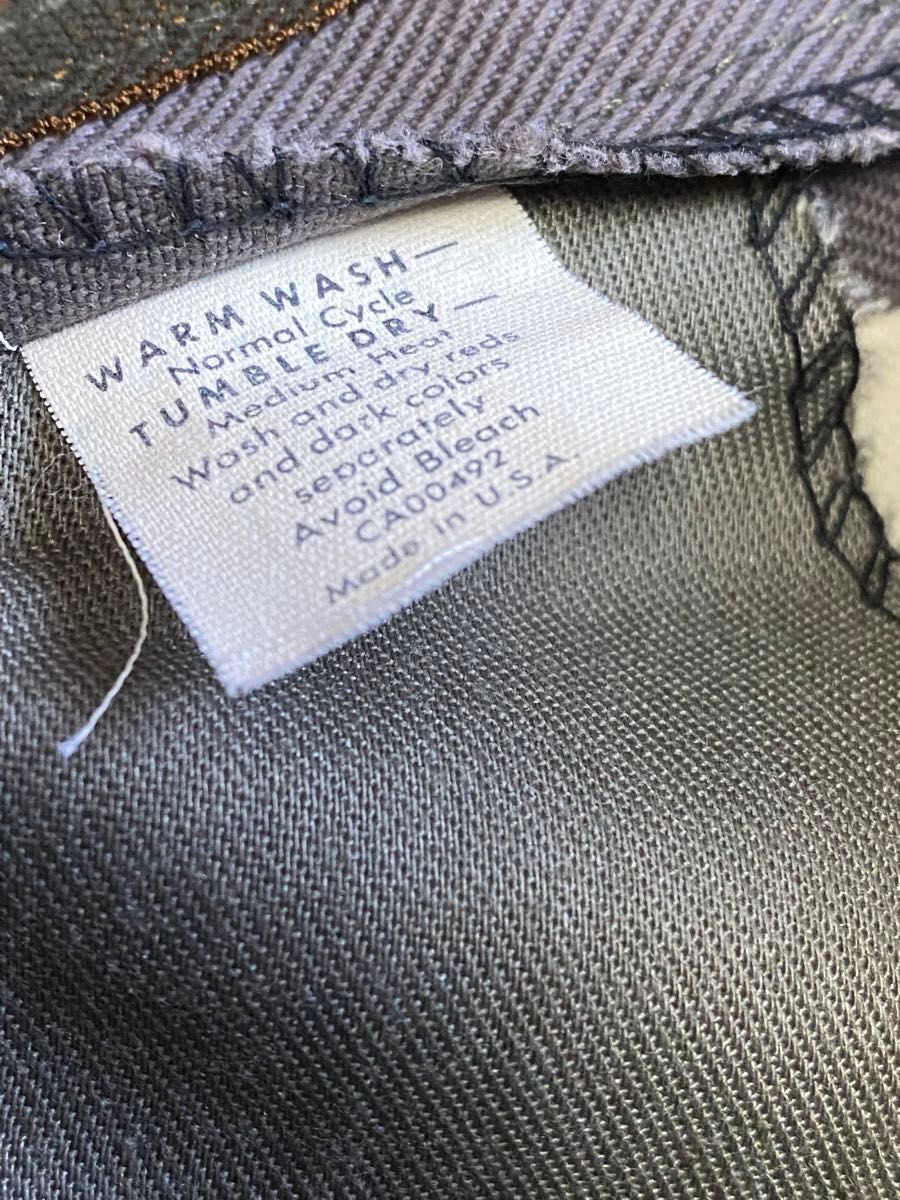 WARM WASH—
Normal Cycle
TUMBLE DRY—
Medium Heat
Wash and dry reds
and dark colors
separately
Avoid Bleach
CA00492
Made in U.S.A.